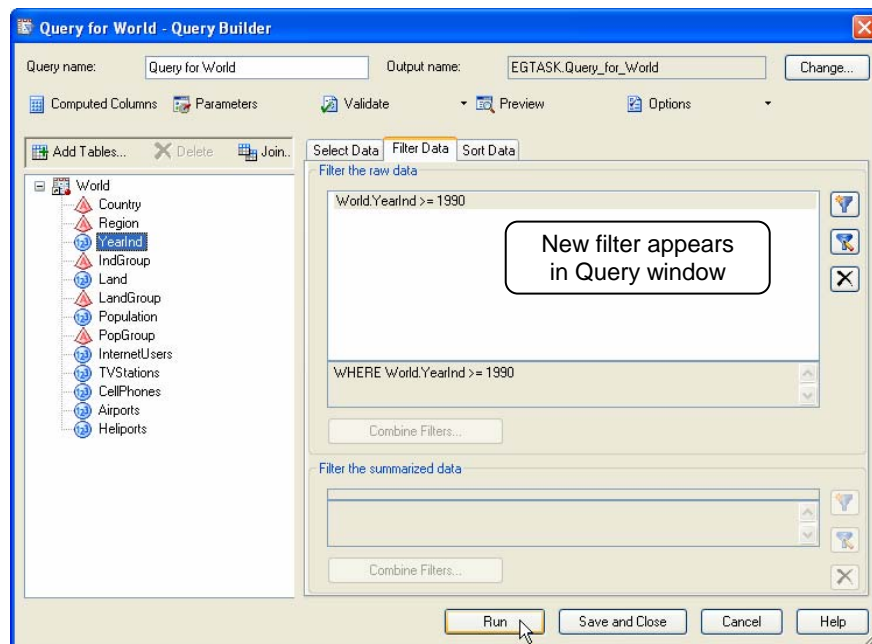 Query for World - Query Builder
Query name: Query for World Output name: EGTASK.Query_for_World Change...
Computed Columns Parameters Validate Preview Options
Add Tables... Delete Join..
World
Country
Region
YearInd
IndGroup
Land
LandGroup
Population
PopGroup
InternetUsers
TVStations
CellPhones
Airports
Heliports
Select Data Filter Data Sort Data
Filter the raw data
World.YearInd >= 1990
New filter appears
in Query window
WHERE World.YearInd >= 1990
Combine Filters...
Filter the summarized data
Combine Filters...
Run Save and Close Cancel Help